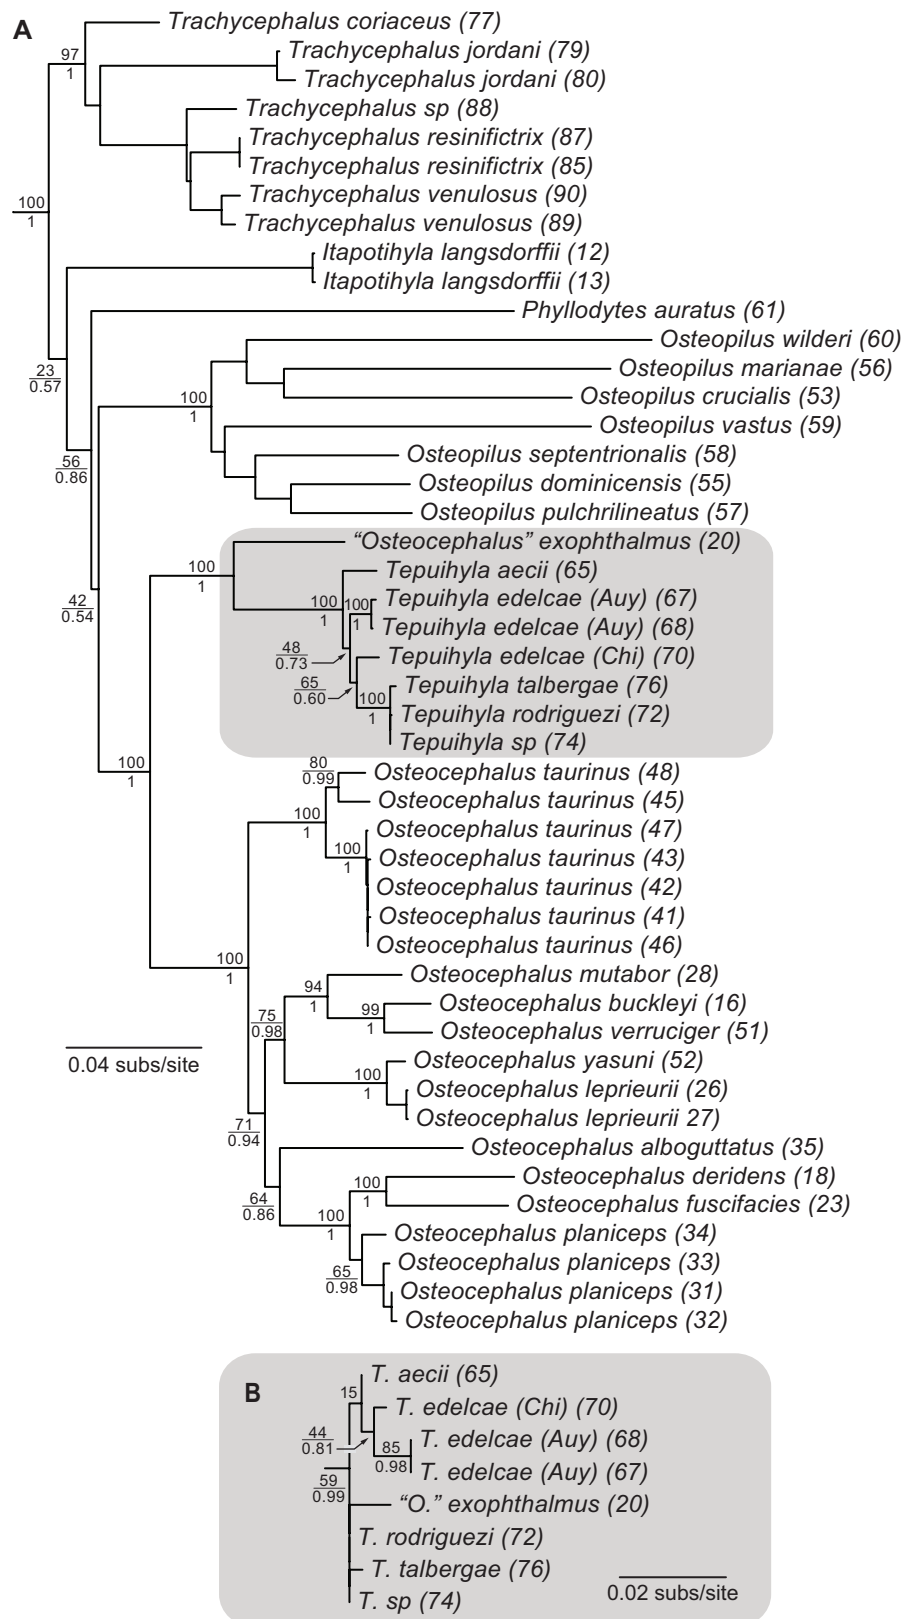 A
Trachycephalus coriaceus (77)
Trachycephalus jordani (79)
97
1
Trachycephalus jordani (80)
Trachycephalus sp (88)
Trachycephalus resinifictrix (87)
Trachycephalus resinifictrix (85)
Trachycephalus venulosus (90)
100
1
Trachycephalus venulosus (89)
Itapotihyla langsdorffii (12)
Itapotihyla langsdorffii (13)
Phyllodytes auratus (61)
Osteopilus wilderi (60)
Osteopilus marianae (56)
23
0.57
Osteopilus crucialis (53)
100
1
Osteopilus vastus (59)
Osteopilus septentrionalis (58)
56
0.86
Osteopilus dominicensis (55)
Osteopilus pulchrilineatus (57)
“Osteocephalus” exophthalmus (20)
100
1
Tepuihyla aecii (65)
42
0.54
100
1
100
1
Tepuihyla edelcae (Auy) (67)
Tepuihyla edelcae (Auy) (68)
48
0.73
Tepuihyla edelcae (Chi) (70)
65
0.60
Tepuihyla talbergae (76)
100
1
Tepuihyla rodriguezi (72)
Tepuihyla sp (74)
100
1
80
0.99
Osteocephalus taurinus (48)
Osteocephalus taurinus (45)
100
1
Osteocephalus taurinus (47)
100
1
Osteocephalus taurinus (43)
Osteocephalus taurinus (42)
Osteocephalus taurinus (41)
Osteocephalus taurinus (46)
100
1
Osteocephalus mutabor (28)
94
1
Osteocephalus buckleyi (16)
99
1
Osteocephalus verruciger (51)
75
0.98
0.04 subs/site
Osteocephalus yasuni (52)
100
1
Osteocephalus leprieurii (26)
Osteocephalus leprieurii 27)
71
0.94
Osteocephalus alboguttatus (35)
Osteocephalus deridens (18)
100
1
64
0.86
Osteocephalus fuscifacies (23)
100
1
Osteocephalus planiceps (34)
Osteocephalus planiceps (33)
65
0.98
Osteocephalus planiceps (31)
Osteocephalus planiceps (32)
B
T. aecii (65)
15
T. edelcae (Chi) (70)
44
0.81
T. edelcae (Auy) (68)
85
0.98
T. edelcae (Auy) (67)
59
0.99
“O.” exophthalmus (20)
T. rodriguezi (72)
T. talbergae (76)
0.02 subs/site
T. sp (74)